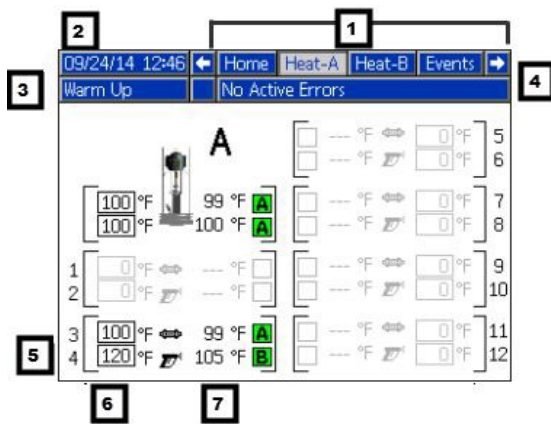 1
2
09/24/14 12:46 Home Heat-A Heat-B Events
3 Warm Up No Active Errors 4
A
--- °F 0 °F 5
--- °F 0 °F 6
100 °F 99 °F A --- °F 0 °F 7
100 °F 100 °F A --- °F 0 °F 8
1 0 °F --- °F --- °F 0 °F 9
2 0 °F --- °F --- °F 0 °F 10
3 100 °F 99 °F A --- °F 0 °F 11
5 4 120 °F 105 °F B --- °F 0 °F 12
6 7